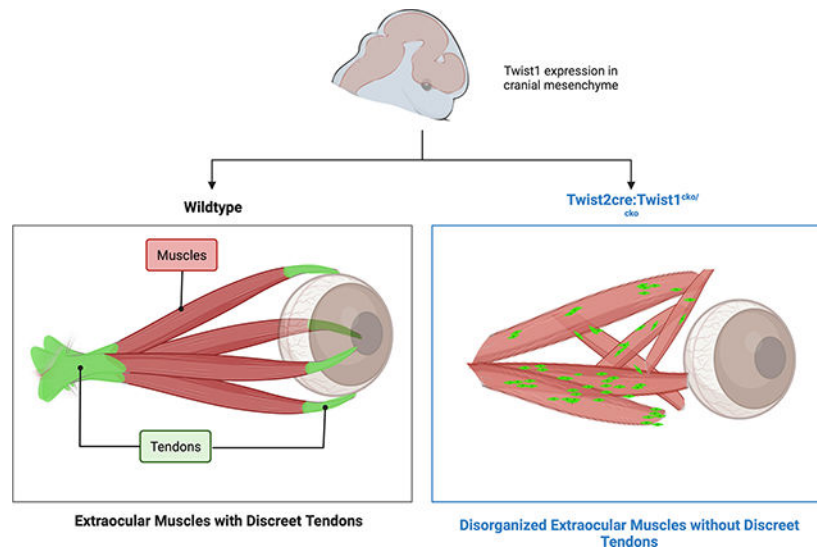 Twist1 expression in
cranial mesenchyme
Wildtype
Twist2cre:Twist1cko/
cko
Muscles
Tendons
Extraocular Muscles with Discreet Tendons
Disorganized Extraocular Muscles without Discreet
Tendons